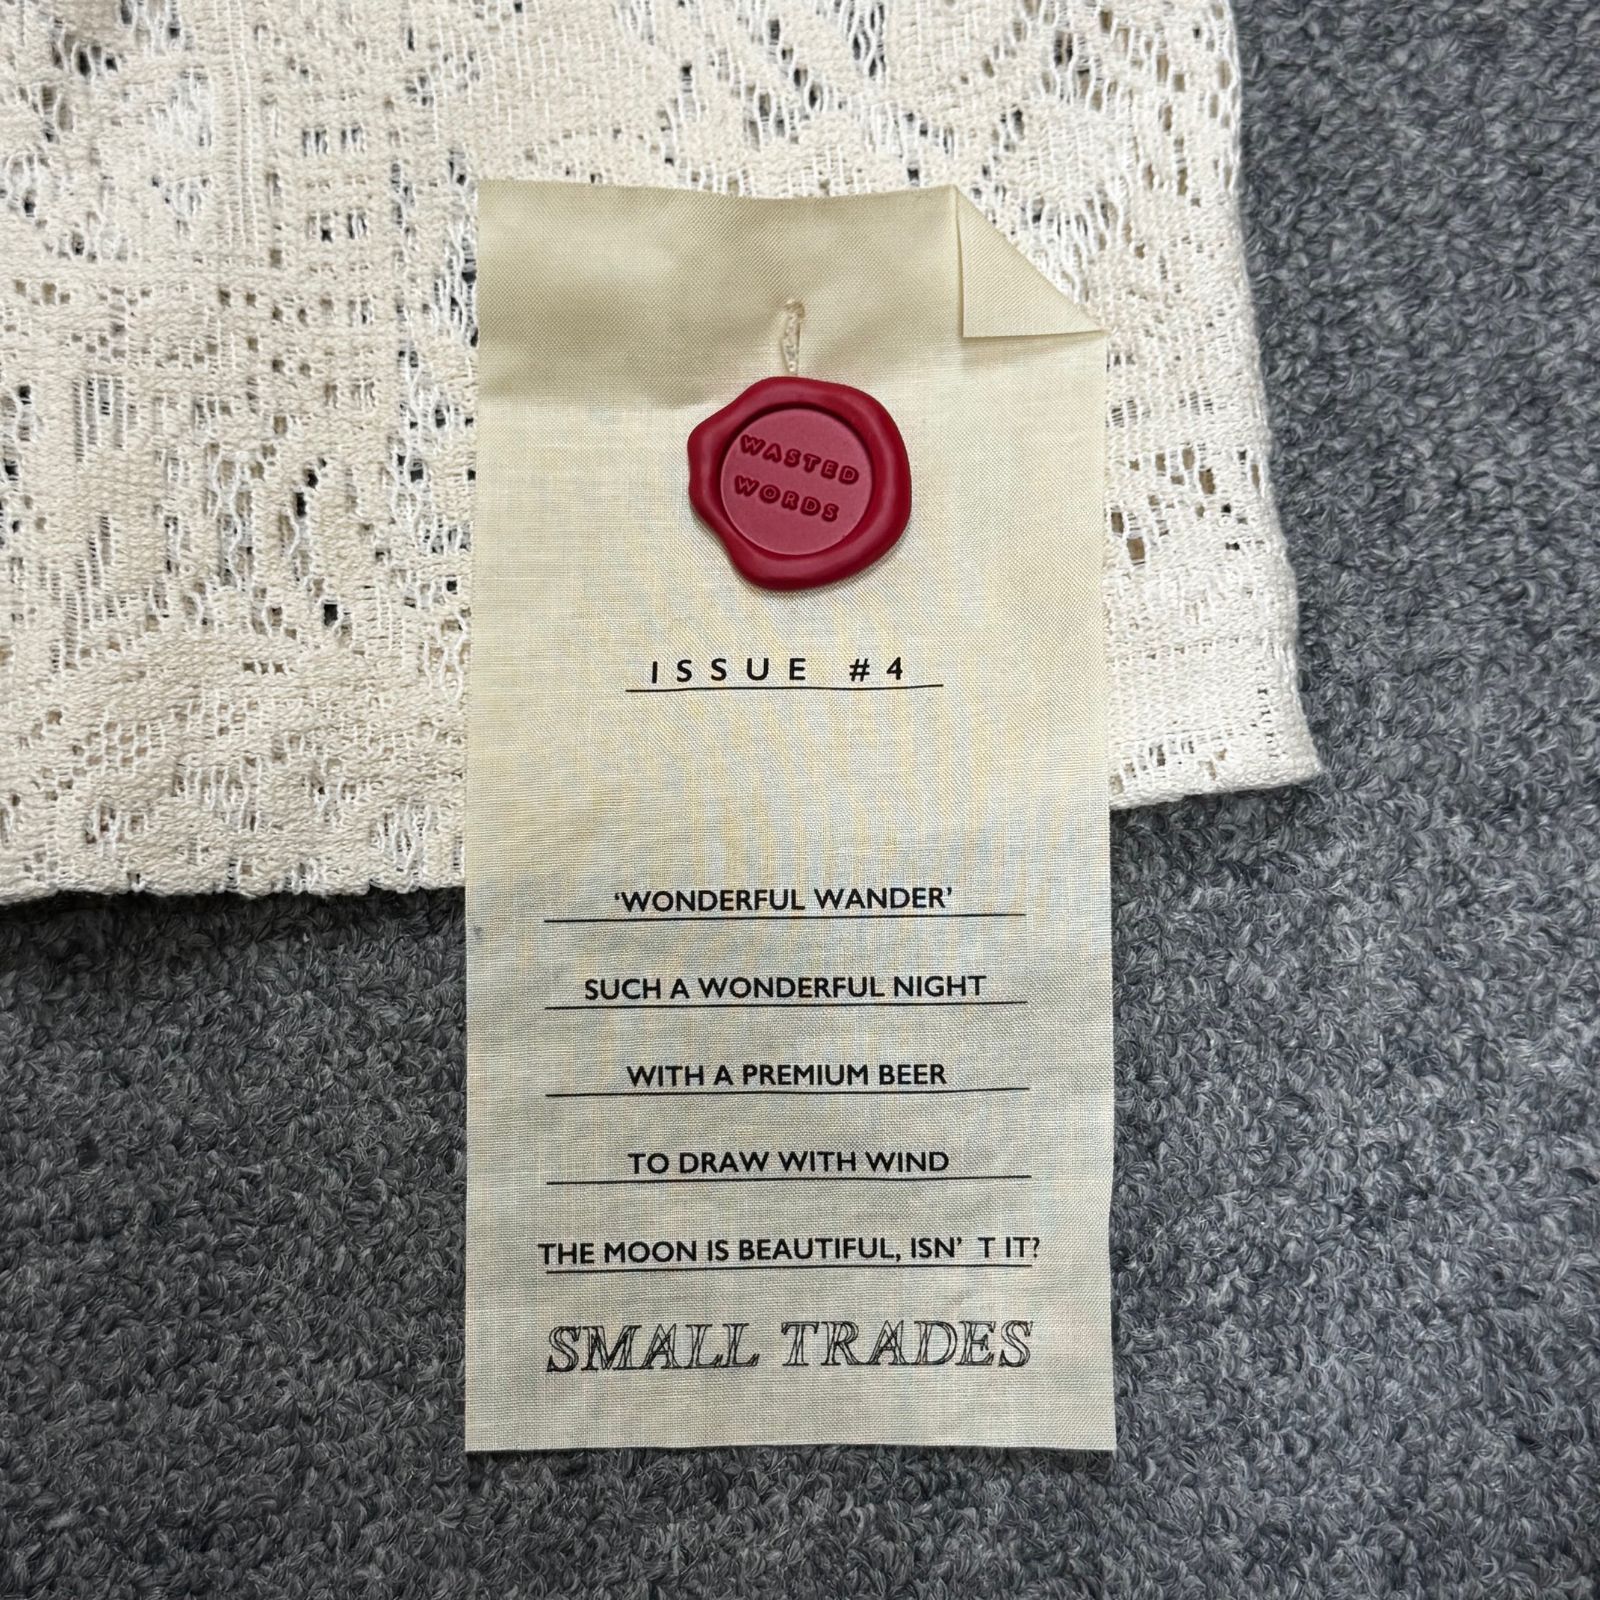 WASTED
WORDS
ISSUE #4
‘WONDERFUL WANDER’
SUCH A WONDERFUL NIGHT
WITH A PREMIUM BEER
TO DRAW WITH WIND
THE MOON IS BEAUTIFUL, ISN’ T IT?
SMALL TRADES